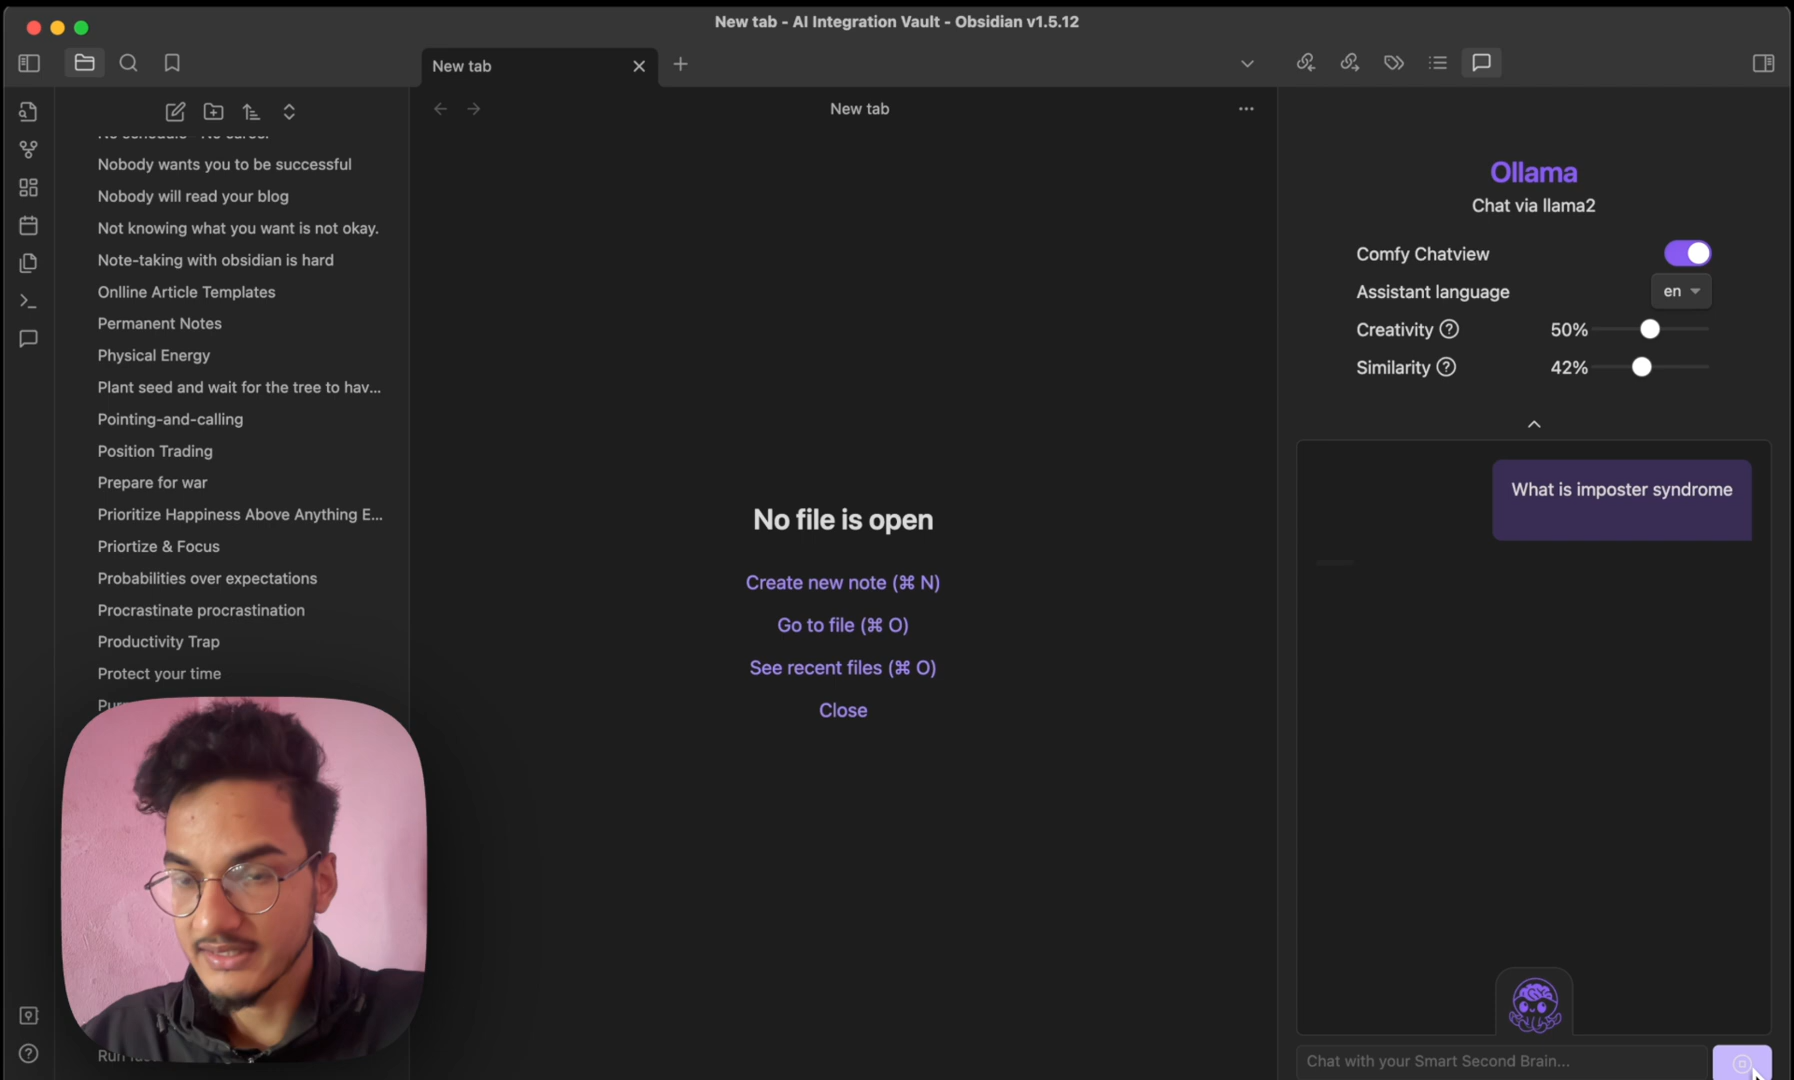 New tab - AI Integration Vault - Obsidian v1.5.12
New tab
New tab
Nobody wants you to be successful
Nobody will read your blog
Not knowing what you want is not okay.
Note-taking with obsidian is hard
Onlline Article Templates
Permanent Notes
Physical Energy
Plant seed and wait for the tree to hav...
Pointing-and-calling
Position Trading
Prepare for war
Prioritize Happiness Above Anything E...
Priortize & Focus
Probabilities over expectations
Procrastinate procrastination
Productivity Trap
Protect your time
No file is open
Create new note (⌘ N)
Go to file (⌘ O)
See recent files (⌘ O)
Close
Ollama
Chat via llama2
Comfy Chatview
Assistant language en
Creativity 50%
Similarity 42%
What is imposter syndrome
Chat with your Smart Second Brain...